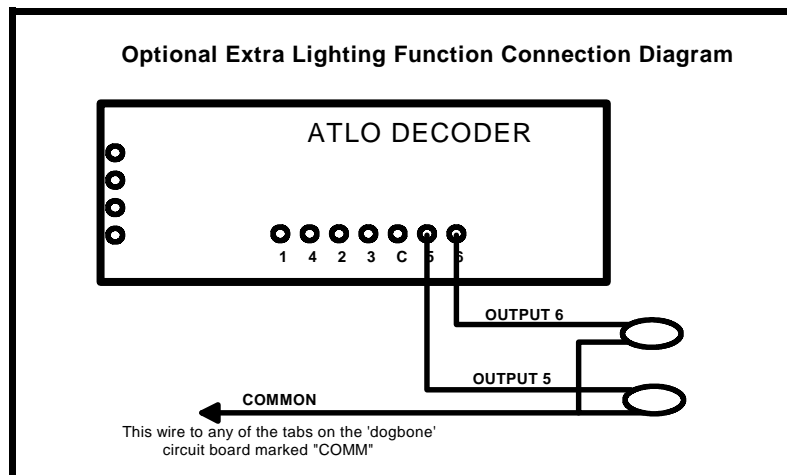 Optional Extra Lighting Function Connection Diagram
ATLO DECODER
1 4 2 3 C 5 6
OUTPUT 6
OUTPUT 5
COMMON
This wire to any of the tabs on the 'dogbone'
circuit board marked "COMM"